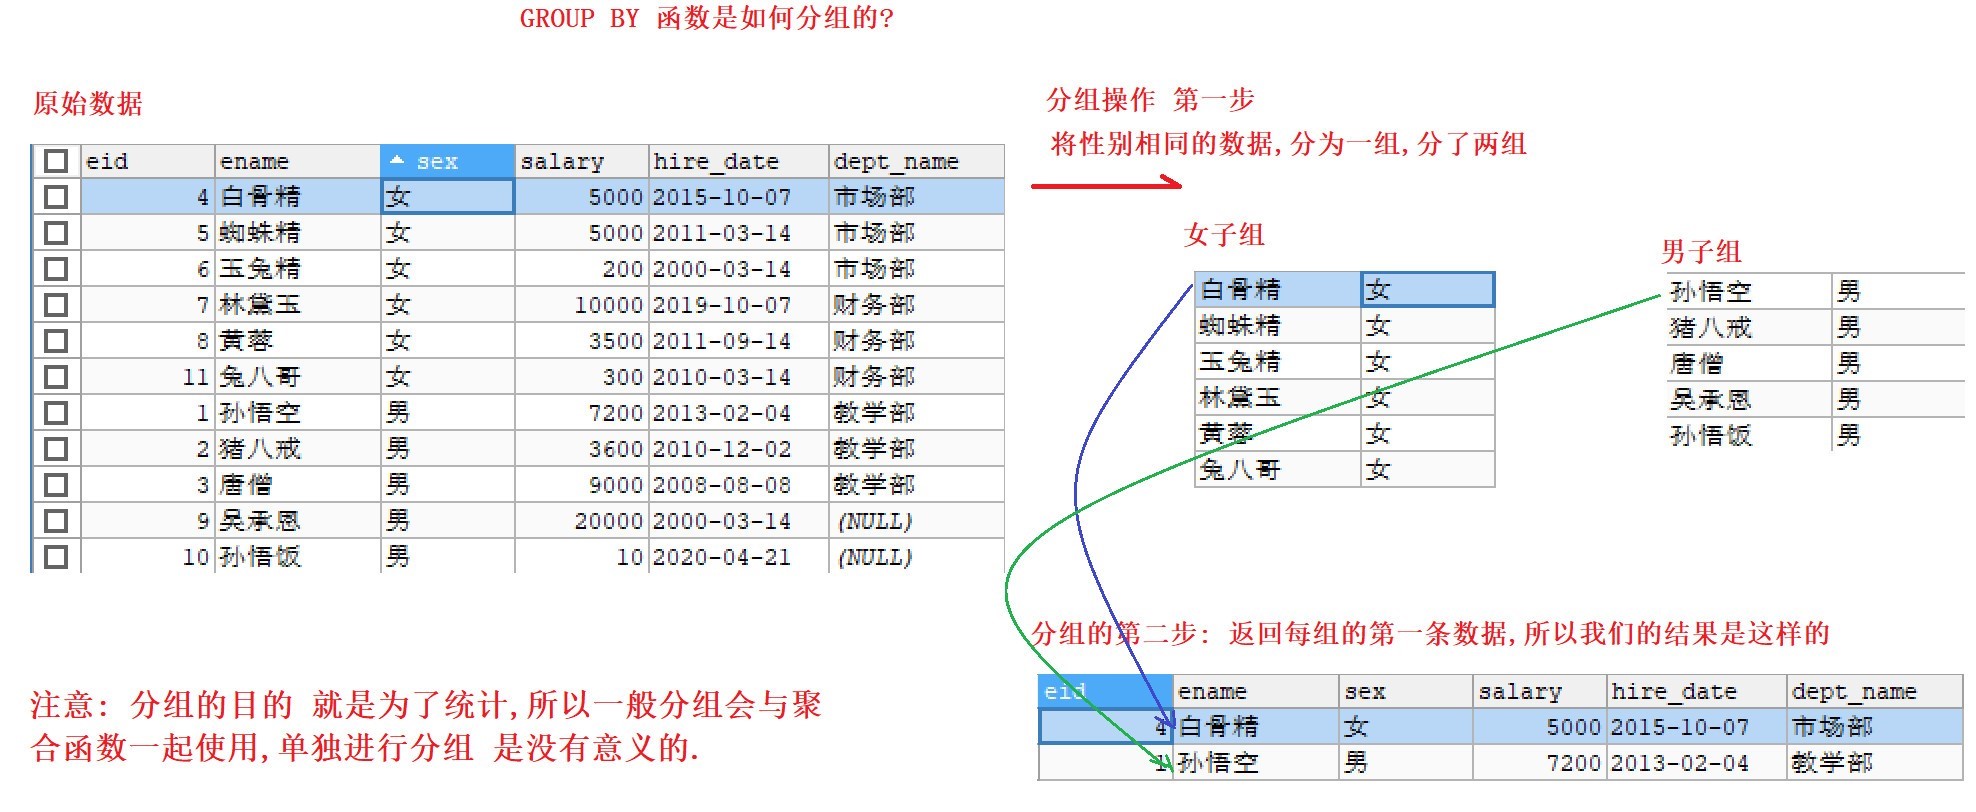 GROUP BY 函数是如何分组的?
原始数据
eid ename sex salary hire_date dept_name
4 白骨精 女 5000 2015-10-07 市场部
5 蜘蛛精 女 5000 2011-03-14 市场部
6 玉兔精 女 200 2000-03-14 市场部
7 林黛玉 女 10000 2019-10-07 财务部
8 黄蓉 女 3500 2011-09-14 财务部
11 兔八哥 女 300 2010-03-14 财务部
1 孙悟空 男 7200 2013-02-04 教学部
2 猪八戒 男 3600 2010-12-02 教学部
3 唐僧 男 9000 2008-08-08 教学部
9 吴承恩 男 20000 2000-03-14 (NULL)
10 孙悟饭 男 10 2020-04-21 (NULL)
分组操作 第一步
将性别相同的数据,分为一组,分了两组
女子组
白骨精 女
蜘蛛精 女
玉兔精 女
林黛玉 女
黄蓉 女
兔八哥 女
男子组
孙悟空 男
猪八戒 男
唐僧 男
吴承恩 男
孙悟饭 男
分组的第二步: 返回每组的第一条数据,所以我们的结果是这样的
eid ename sex salary hire_date dept_name
4 白骨精 女 5000 2015-10-07 市场部
1 孙悟空 男 7200 2013-02-04 教学部
注意: 分组的目的 就是为了统计,所以一般分组会与聚
合函数一起使用,单独进行分组 是没有意义的.